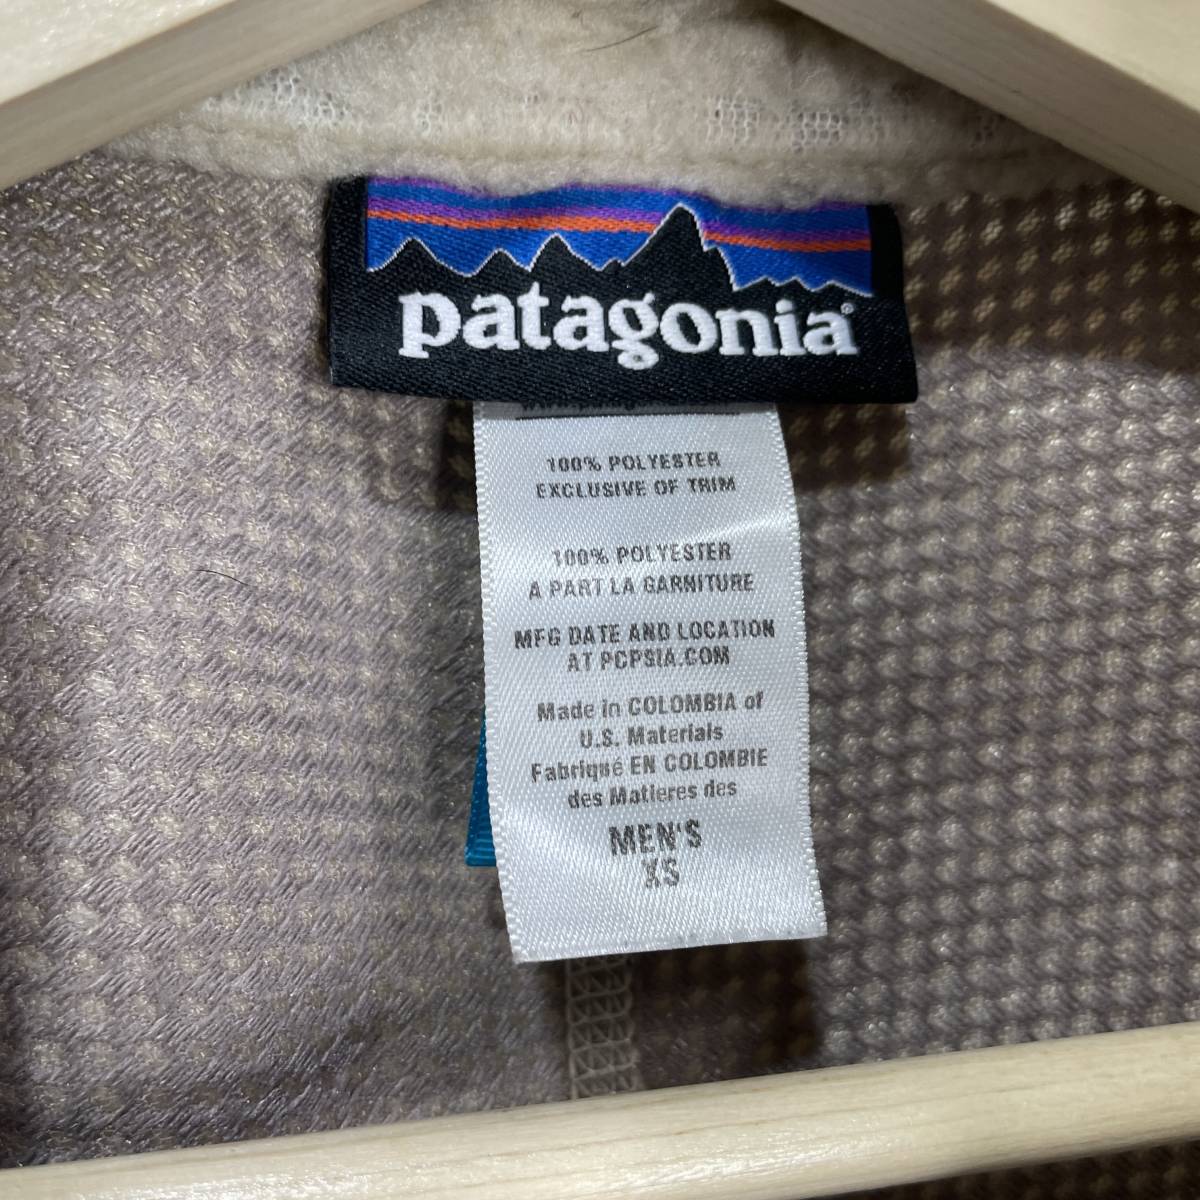 patagonia®
100% POLYESTER
EXCLUSIVE OF TRIM
100% POLYESTER
A PART LA GARNITURE
MFG DATE AND LOCATION
AT PCPSIA.COM
Made in COLOMBIA of
U.S. Materials
Fabriqué EN COLOMBIE
des Matieres des
MEN'S
XS